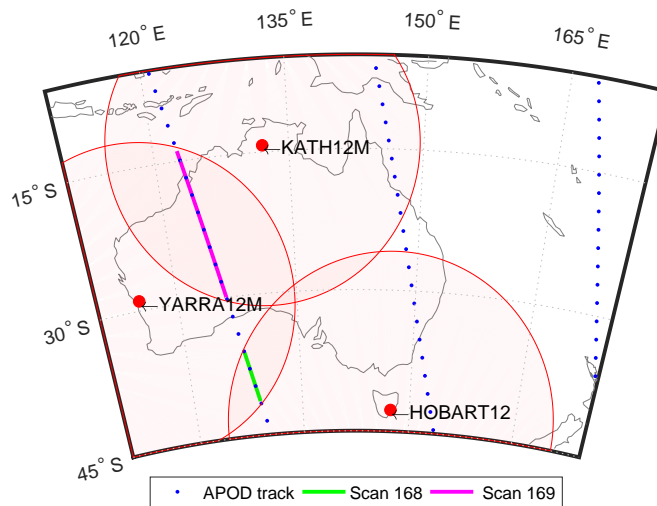 120° E
135° E
150° E
165° E
15° S
30° S
45° S
KATH12M
YARRA12M
HOBART12
APOD track
Scan 168
Scan 169